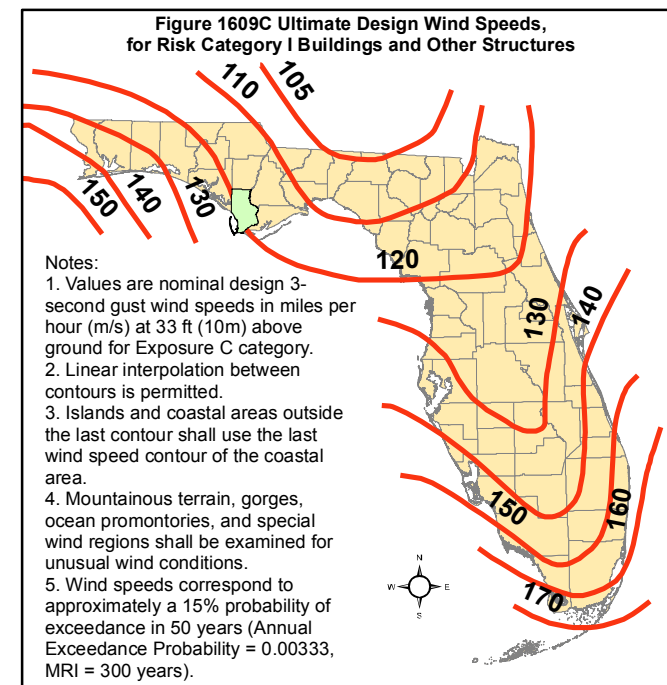 Figure 1609C Ultimate Design Wind Speeds,
for Risk Category I Buildings and Other Structures
105
110
150
140
130
120
130
140
150
160
170
Notes:
1. Values are nominal design 3-
second gust wind speeds in miles per
hour (m/s) at 33 ft (10m) above
ground for Exposure C category.
2. Linear interpolation between
contours is permitted.
3. Islands and coastal areas outside
the last contour shall use the last
wind speed contour of the coastal
area.
4. Mountainous terrain, gorges,
ocean promontories, and special
wind regions shall be examined for
unusual wind conditions.
5. Wind speeds correspond to
approximately a 15% probability of
exceedance in 50 years (Annual
Exceedance Probability = 0.00333,
MRI = 300 years).
N
W E
S